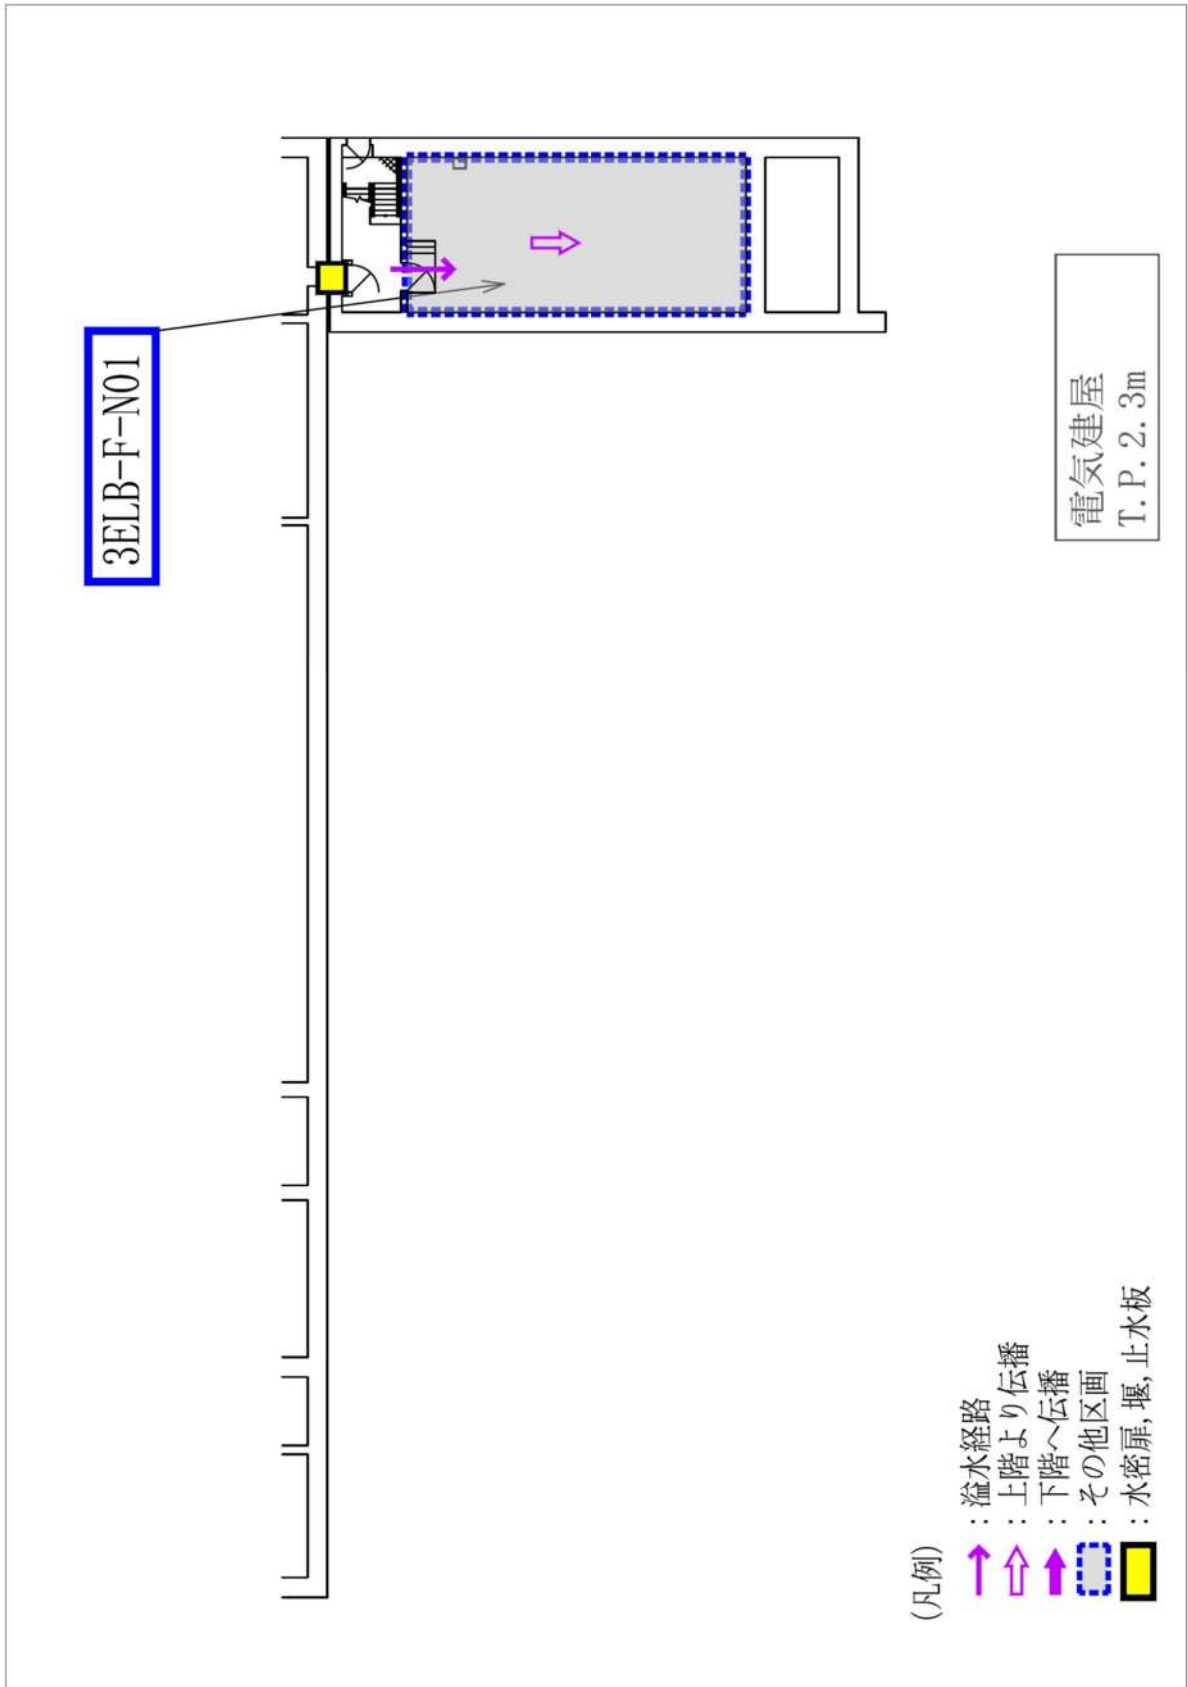 3ELB-F-N01
電気建屋
T.P.2.3m
(凡例)
：溢水経路
：上階より伝播
：下階へ伝播
：その他区画
：水密扉,堰,止水板